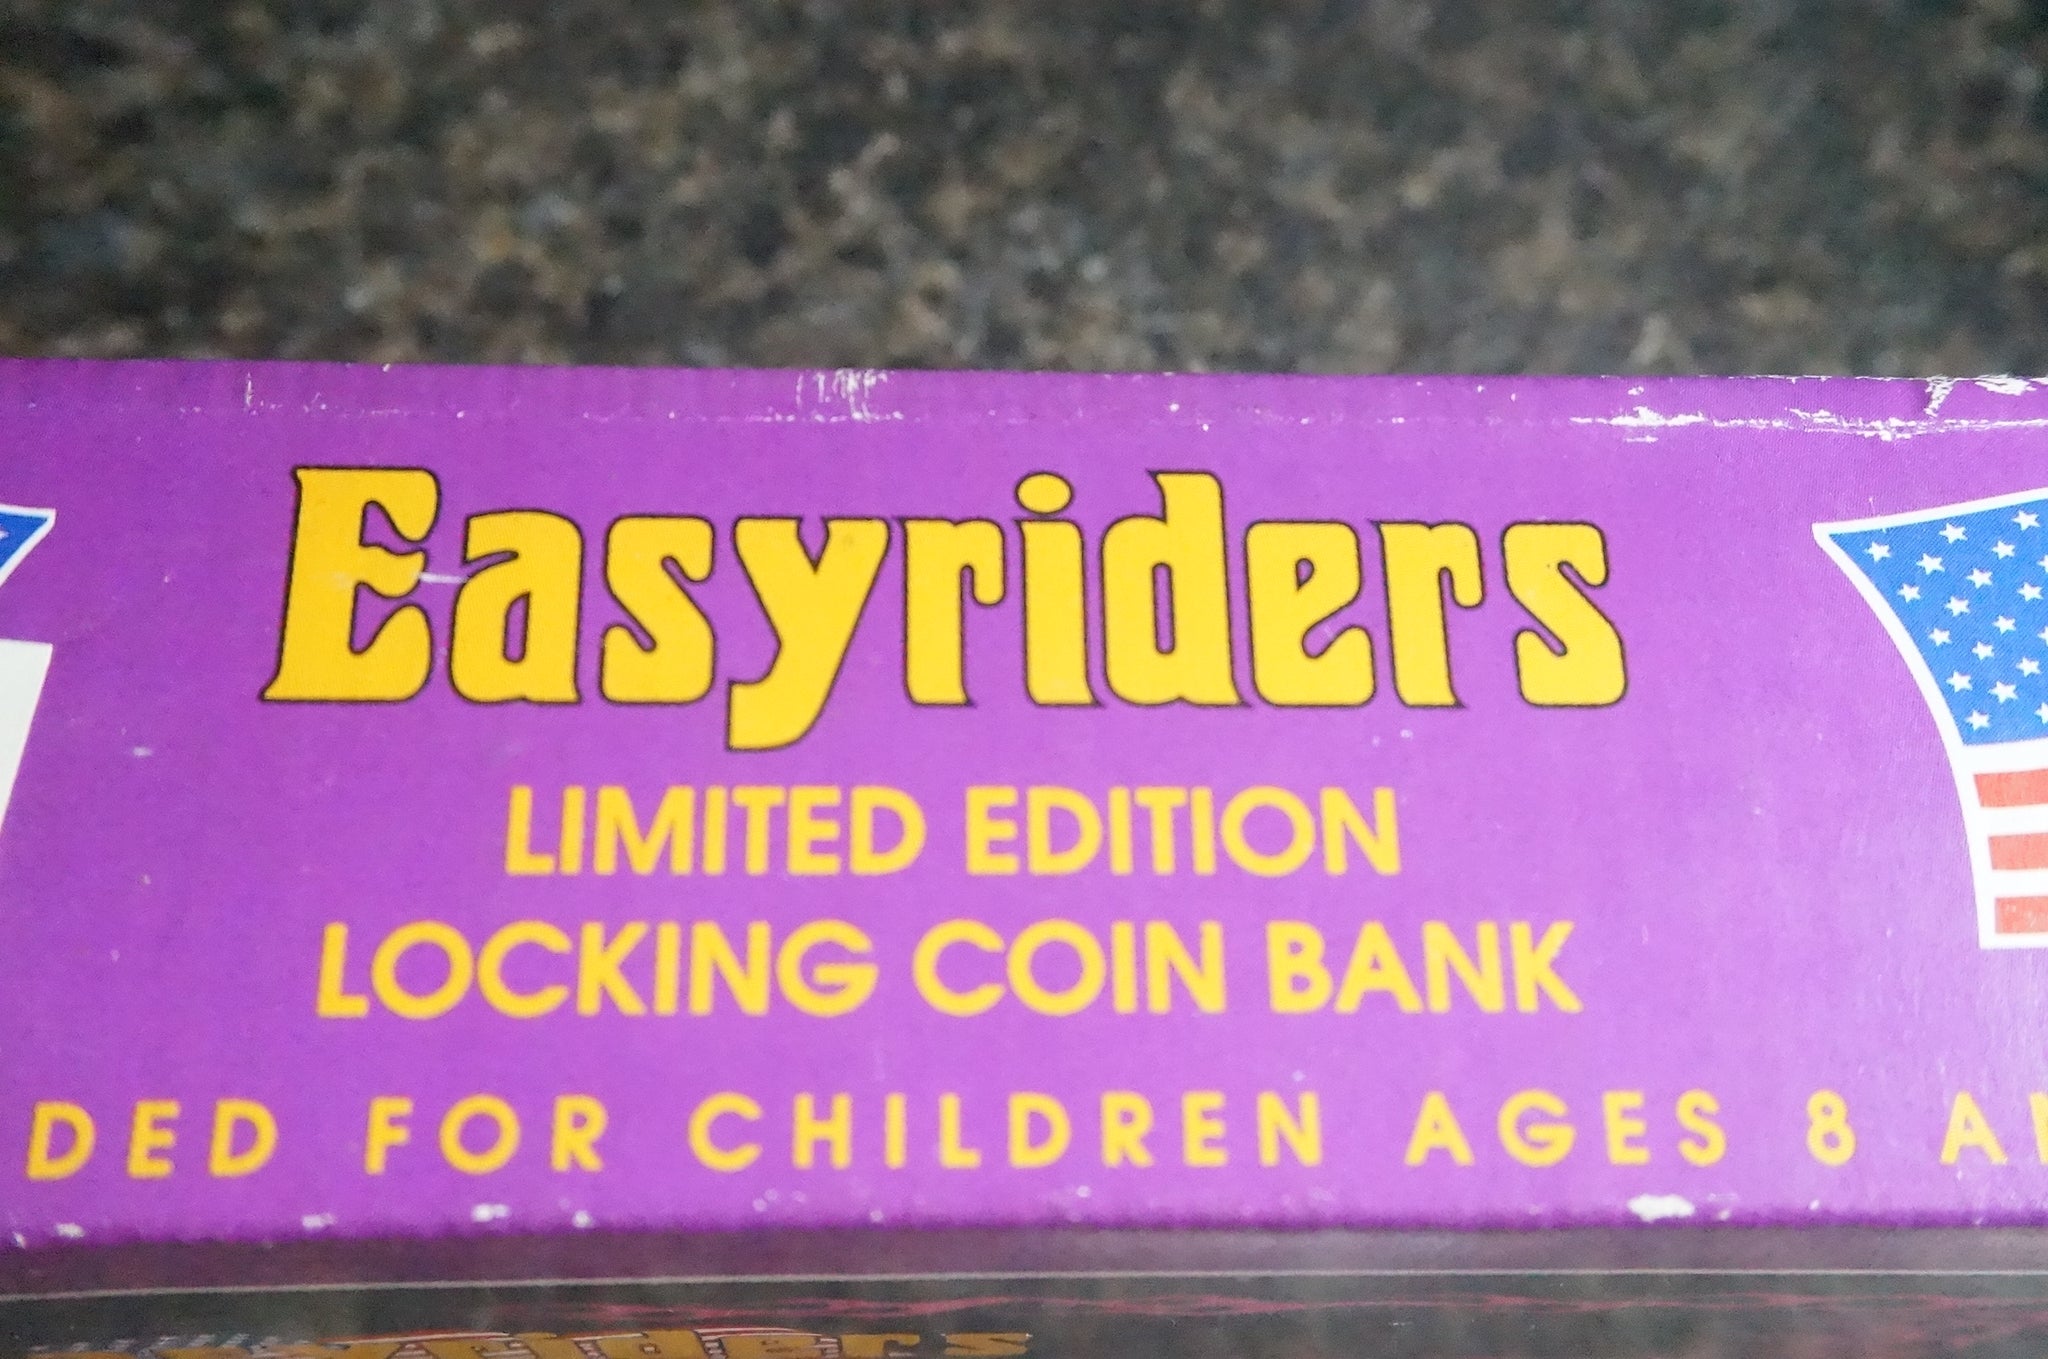 Easyriders
LIMITED EDITION
LOCKING COIN BANK
DED FOR CHILDREN AGES 8 A